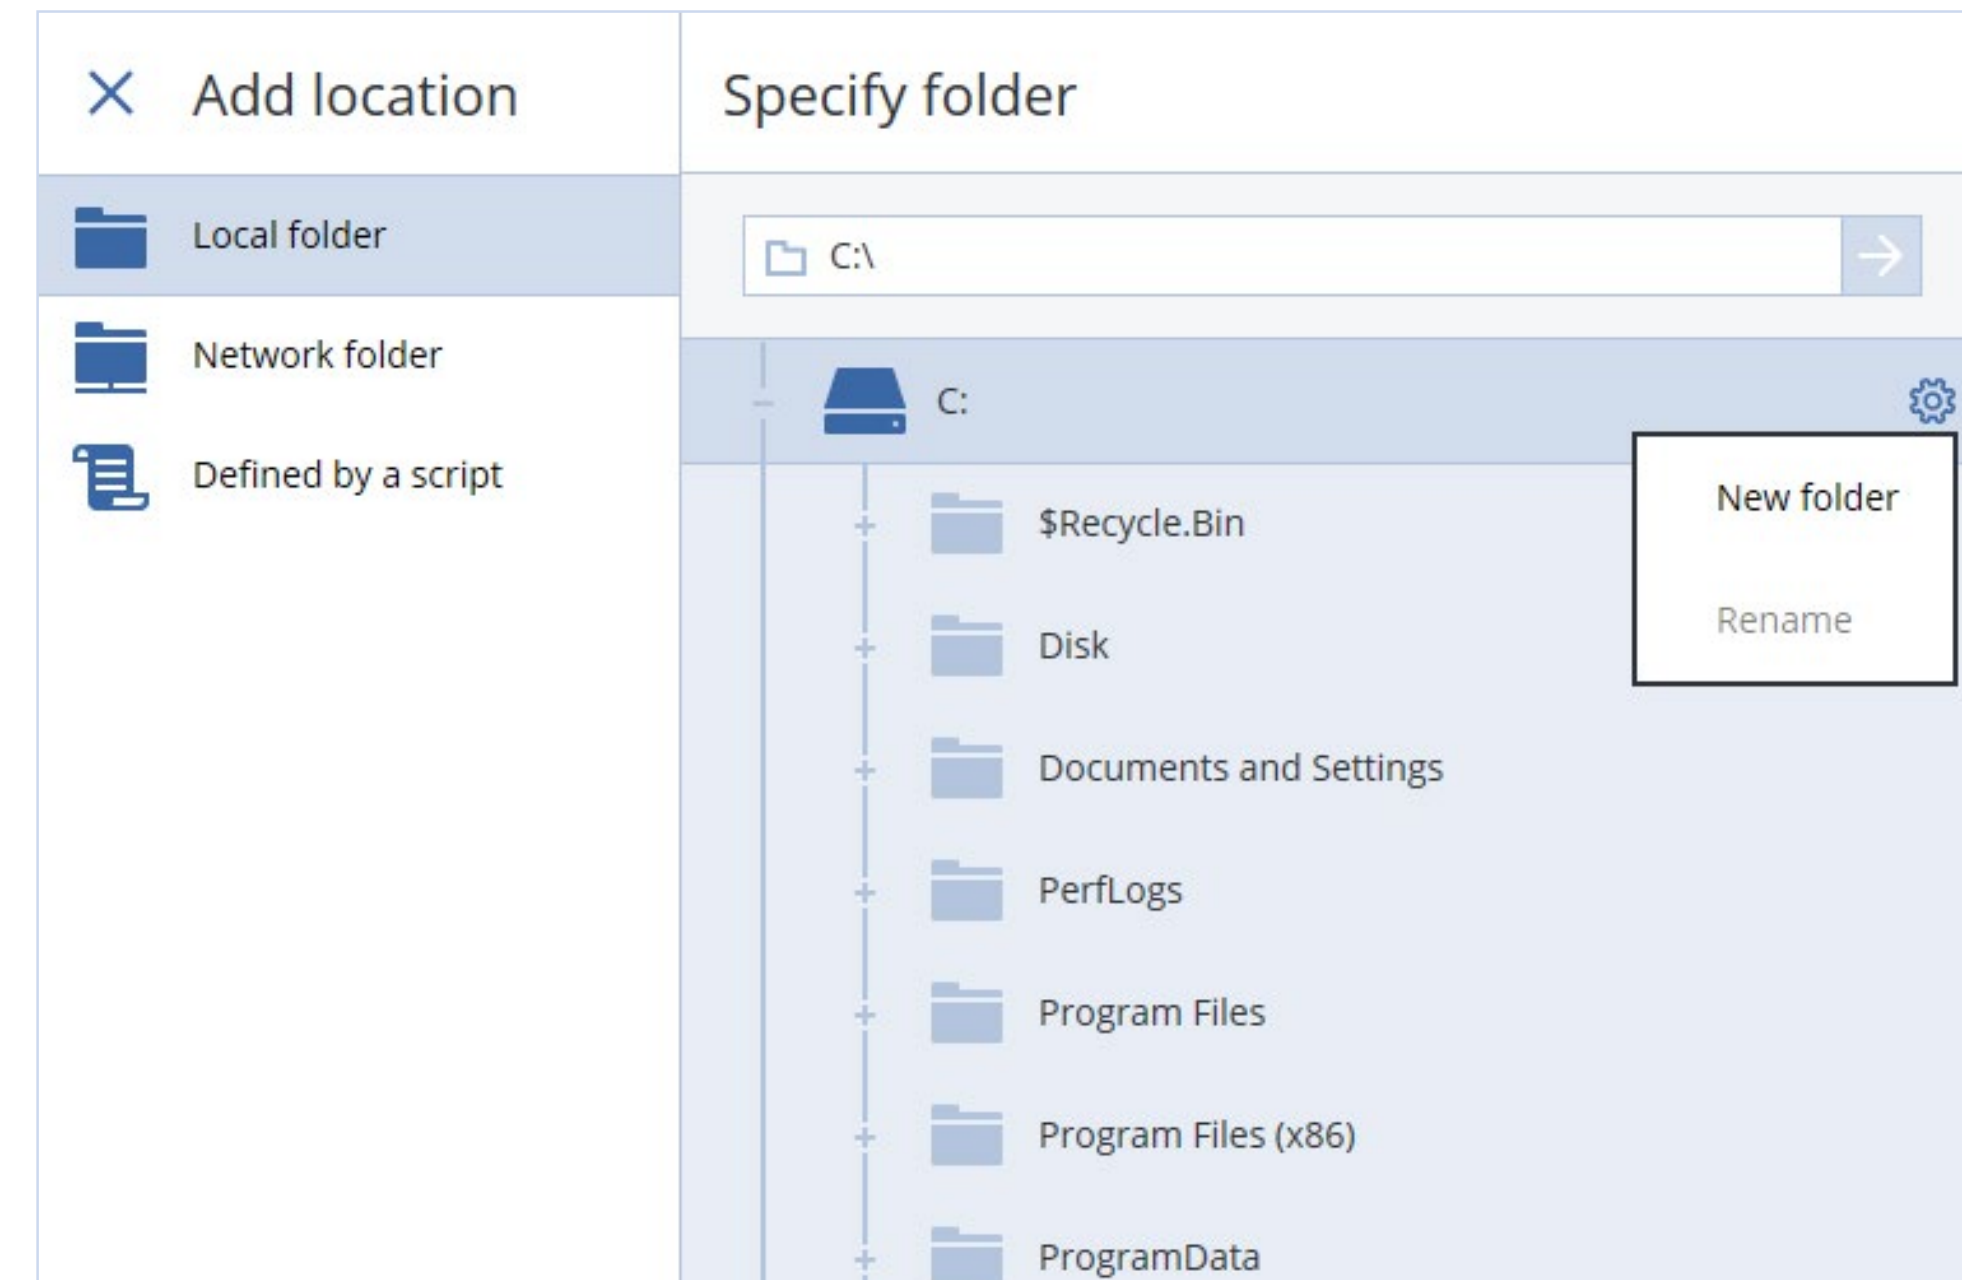 Add location
Specify folder
Local folder
Network folder
Defined by a script
C:\
C:
New folder
Rename
$Recycle.Bin
Disk
Documents and Settings
PerfLogs
Program Files
Program Files (x86)
ProgramData